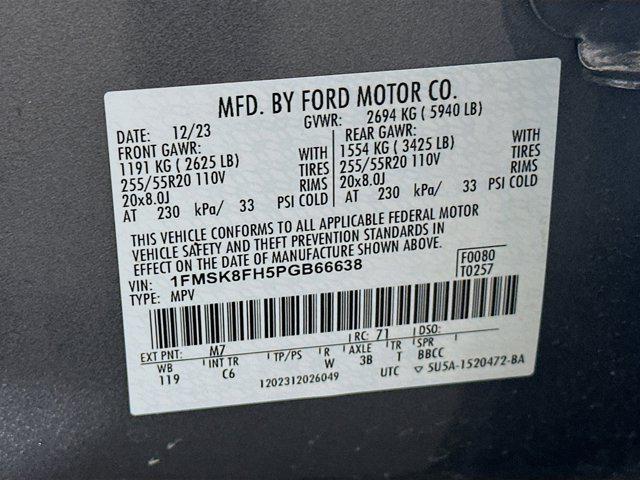 MFD. BY FORD MOTOR CO.
DATE: 12/23 GVWR: 2694 KG ( 5940 LB)
FRONT GAWR: REAR GAWR:
1191 KG ( 2625 LB) WITH 1554 KG ( 3425 LB) WITH
255/55R20 110V TIRES 255/55R20 110V TIRES
20x8.0J RIMS 20x8.0J RIMS
AT 230 kPa/ 33 PSI COLD AT 230 kPa/ 33 PSI COLD
THIS VEHICLE CONFORMS TO ALL APPLICABLE FEDERAL MOTOR
VEHICLE SAFETY AND THEFT PREVENTION STANDARDS IN
EFFECT ON THE DATE OF MANUFACTURE SHOWN ABOVE.
VIN: 1FMSK8FH5PGB66638 F0080
TYPE: MPV T0257
EXT PNT: M7 RC: 71 DSO:
WB INT TR TP/PS R AXLE TR SPR
119 C6 W 3B T BBCC
1202312026049 UTC ▽ 5U5A-1520472-BA